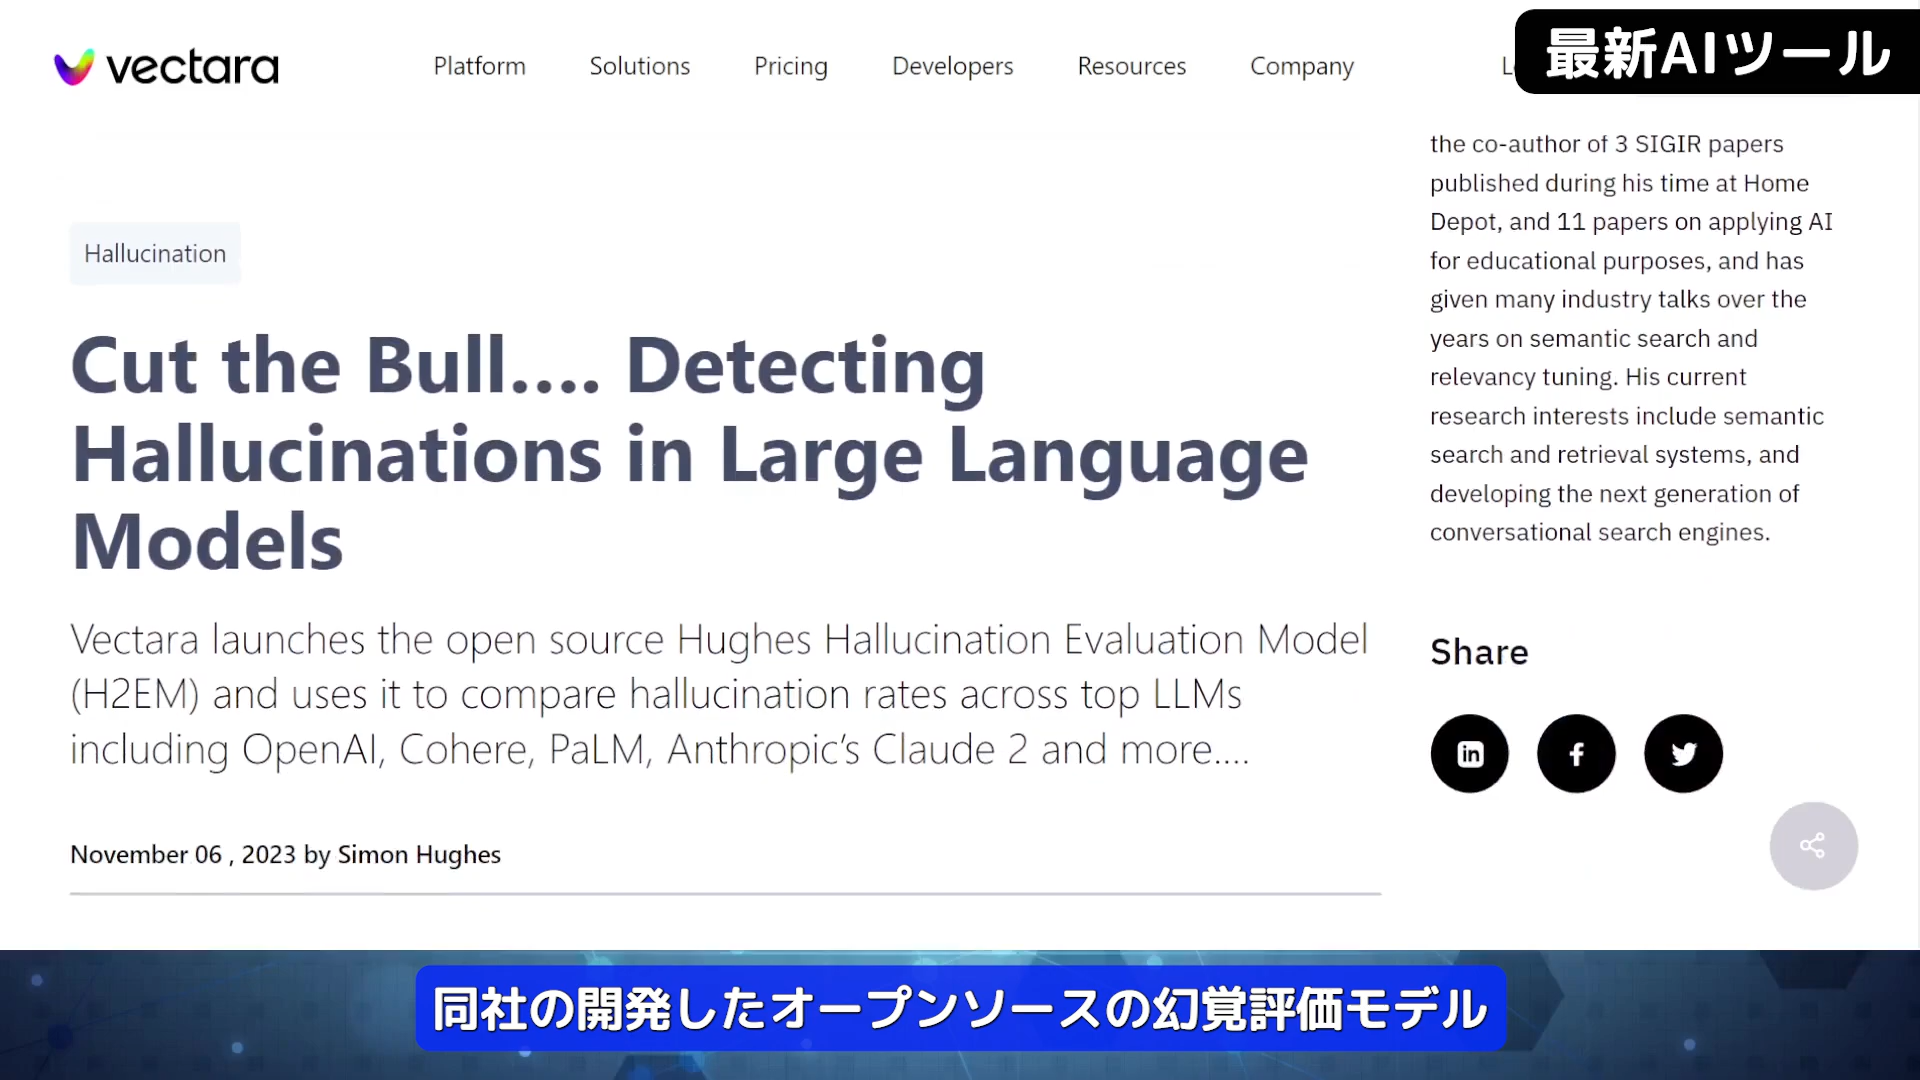 vectara
Platform
Solutions
Pricing
Developers
Resources
Company
最新AIツール
Hallucination
Cut the Bull.... Detecting
Hallucinations in Large Language
Models
Vectara launches the open source Hughes Hallucination Evaluation Model
(H2EM) and uses it to compare hallucination rates across top LLMs
including OpenAI, Cohere, PaLM, Anthropic’s Claude 2 and more....
November 06 , 2023 by Simon Hughes
the co-author of 3 SIGIR papers
published during his time at Home
Depot, and 11 papers on applying AI
for educational purposes, and has
given many industry talks over the
years on semantic search and
relevancy tuning. His current
research interests include semantic
search and retrieval systems, and
developing the next generation of
conversational search engines.
Share
同社の開発したオープンソースの幻覚評価モデル